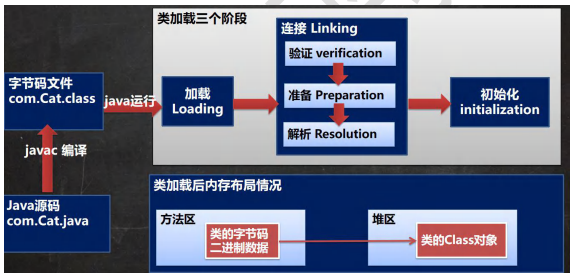 类加载三个阶段
连接 Linking
验证 verification
字节码文件
com.Cat.class
java运行
加载
Loading
准备 Preparation
初始化
initialization
解析 Resolution
javac 编译
Java源码
com.Cat.java
类加载后内存布局情况
方法区
类的字节码
二进制数据
堆区
类的Class对象